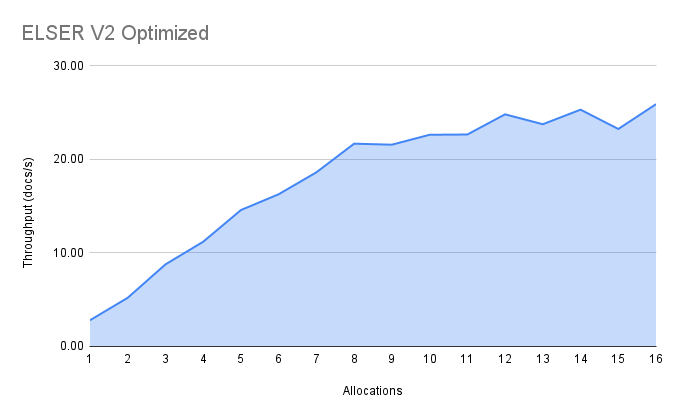 ELSER V2 Optimized
30.00
20.00
10.00
0.00
Throughput (docs/s)
1 2 3 4 5 6 7 8 9 10 11 12 13 14 15 16
Allocations